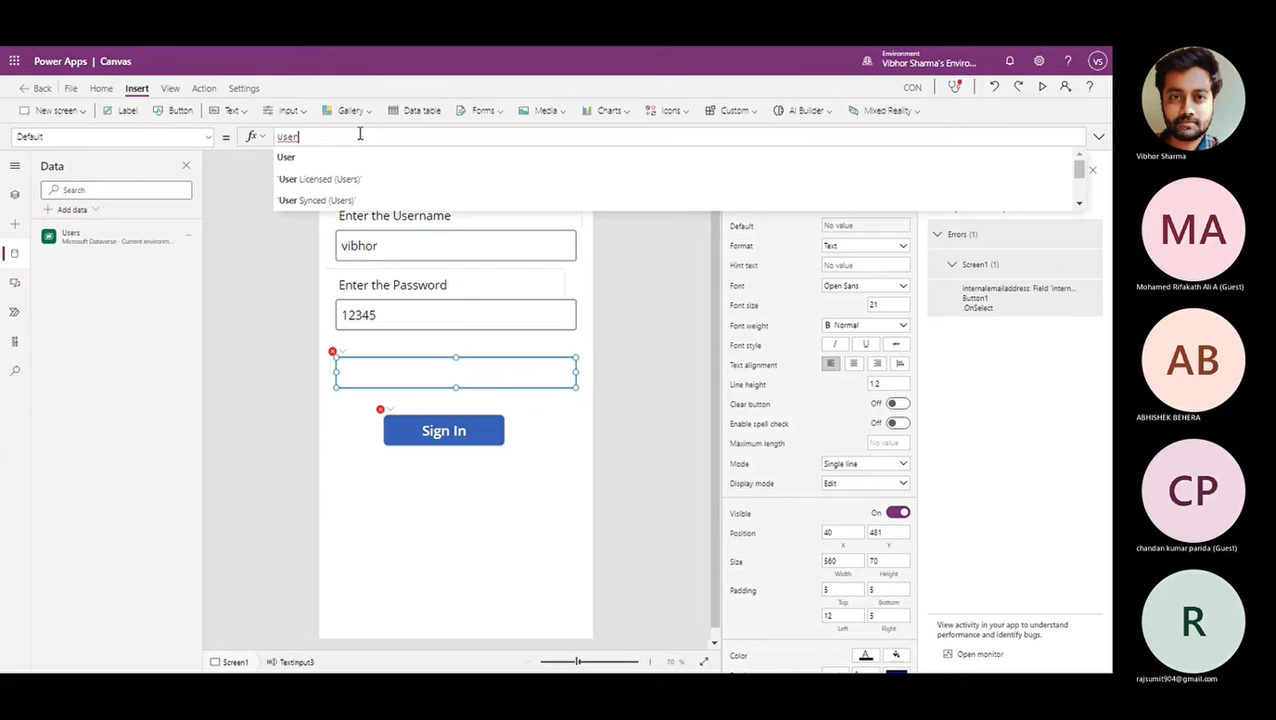 Power Apps | Canvas
Environment
Vibhor Sharma's Enviro...
VS
Back File Home Insert View Action Settings
CON
New screen Label Button Text Input Gallery Data table Forms Media Charts Icons Custom AI Builder Mixed Reality
Default = fx User
User
'User Licensed (Users)'
'User Synced (Users)'
Data
Search
Add data
Users
Microsoft Dataverse - Current environm...
Enter the Username
vibhor
Enter the Password
12345
Sign In
Default No value
Format Text
Hint text No value
Font Open Sans
Font size 21
Font weight B Normal
Font style
Text alignment
Line height 1.2
Clear button Off
Enable spell check Off
Maximum length No value
Mode Single line
Display mode Edit
Visible On
Position 40 481
X Y
Size 560 70
Width Height
Padding 5 5
Top Bottom
12 5
Left Right
Color
Errors (1)
Screen1 (1)
internalemailaddress: Field 'intern...
Button1
.OnSelect
View activity in your app to understand
performance and identify bugs.
Open monitor
Screen1 TextInput3
70 %
Vibhor Sharma
MA
Mohamed Rifakath Ali A (Guest)
AB
ABHISHEK BEHERA
CP
chandan kumar parida (Guest)
R
rajsumit904@gmail.com